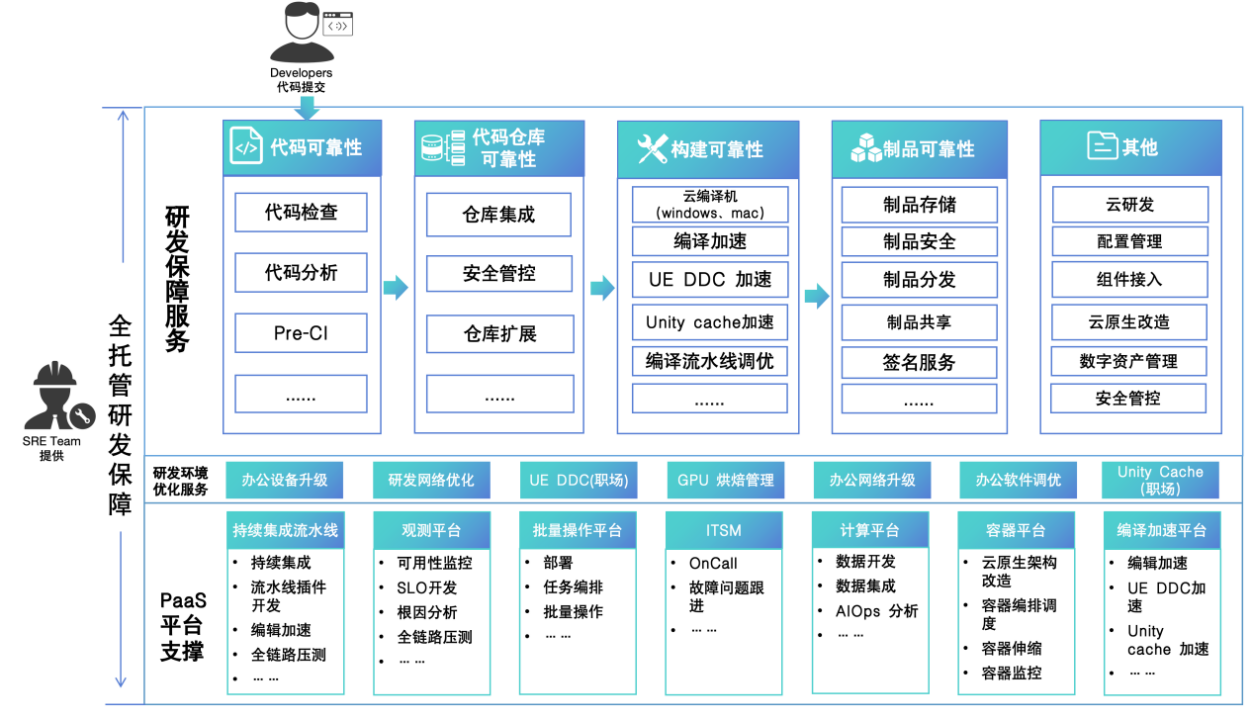 Developers
代码提交
代码可靠性
代码检查
代码分析
Pre-CI
......
代码仓库
可靠性
仓库集成
安全管控
仓库扩展
......
构建可靠性
云编译机
(windows、mac)
编译加速
UE DDC 加速
Unity cache加速
编译流水线调优
......
制品可靠性
制品存储
制品安全
制品分发
制品共享
签名服务
......
其他
云研发
配置管理
组件接入
云原生改造
数字资产管理
安全管控
研发保障服务
全托管研发保障
SRE Team
提供
研发环境
优化服务
办公设备升级
研发网络优化
UE DDC(职场)
GPU 烘焙管理
办公网络升级
办公软件调优
Unity Cache
(职场)
PaaS
平台
支撑
持续集成流水线
• 持续集成
• 流水线插件
开发
• 编辑加速
• 全链路压测
• ... ...
观测平台
• 可用性监控
• SLO开发
• 根因分析
• 全链路压测
• ... ...
批量操作平台
• 部署
• 任务编排
• 批量操作
• ... ...
ITSM
• OnCall
• 故障问题跟
进
• ... ...
计算平台
• 数据开发
• 数据集成
• AIOps 分析
• ... ...
容器平台
• 云原生架构
改造
• 容器编排调
度
• 容器伸缩
• 容器监控
编译加速平台
• 编辑加速
• UE DDC加
速
• Unity
cache 加速
• ... ...